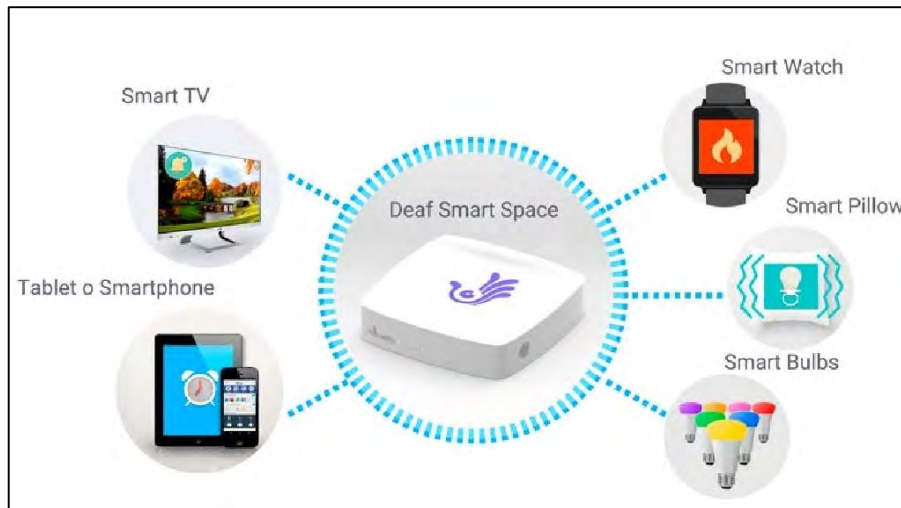 Smart TV
Smart Watch
Deaf Smart Space
Smart Pillow
Tablet o Smartphone
Smart Bulbs